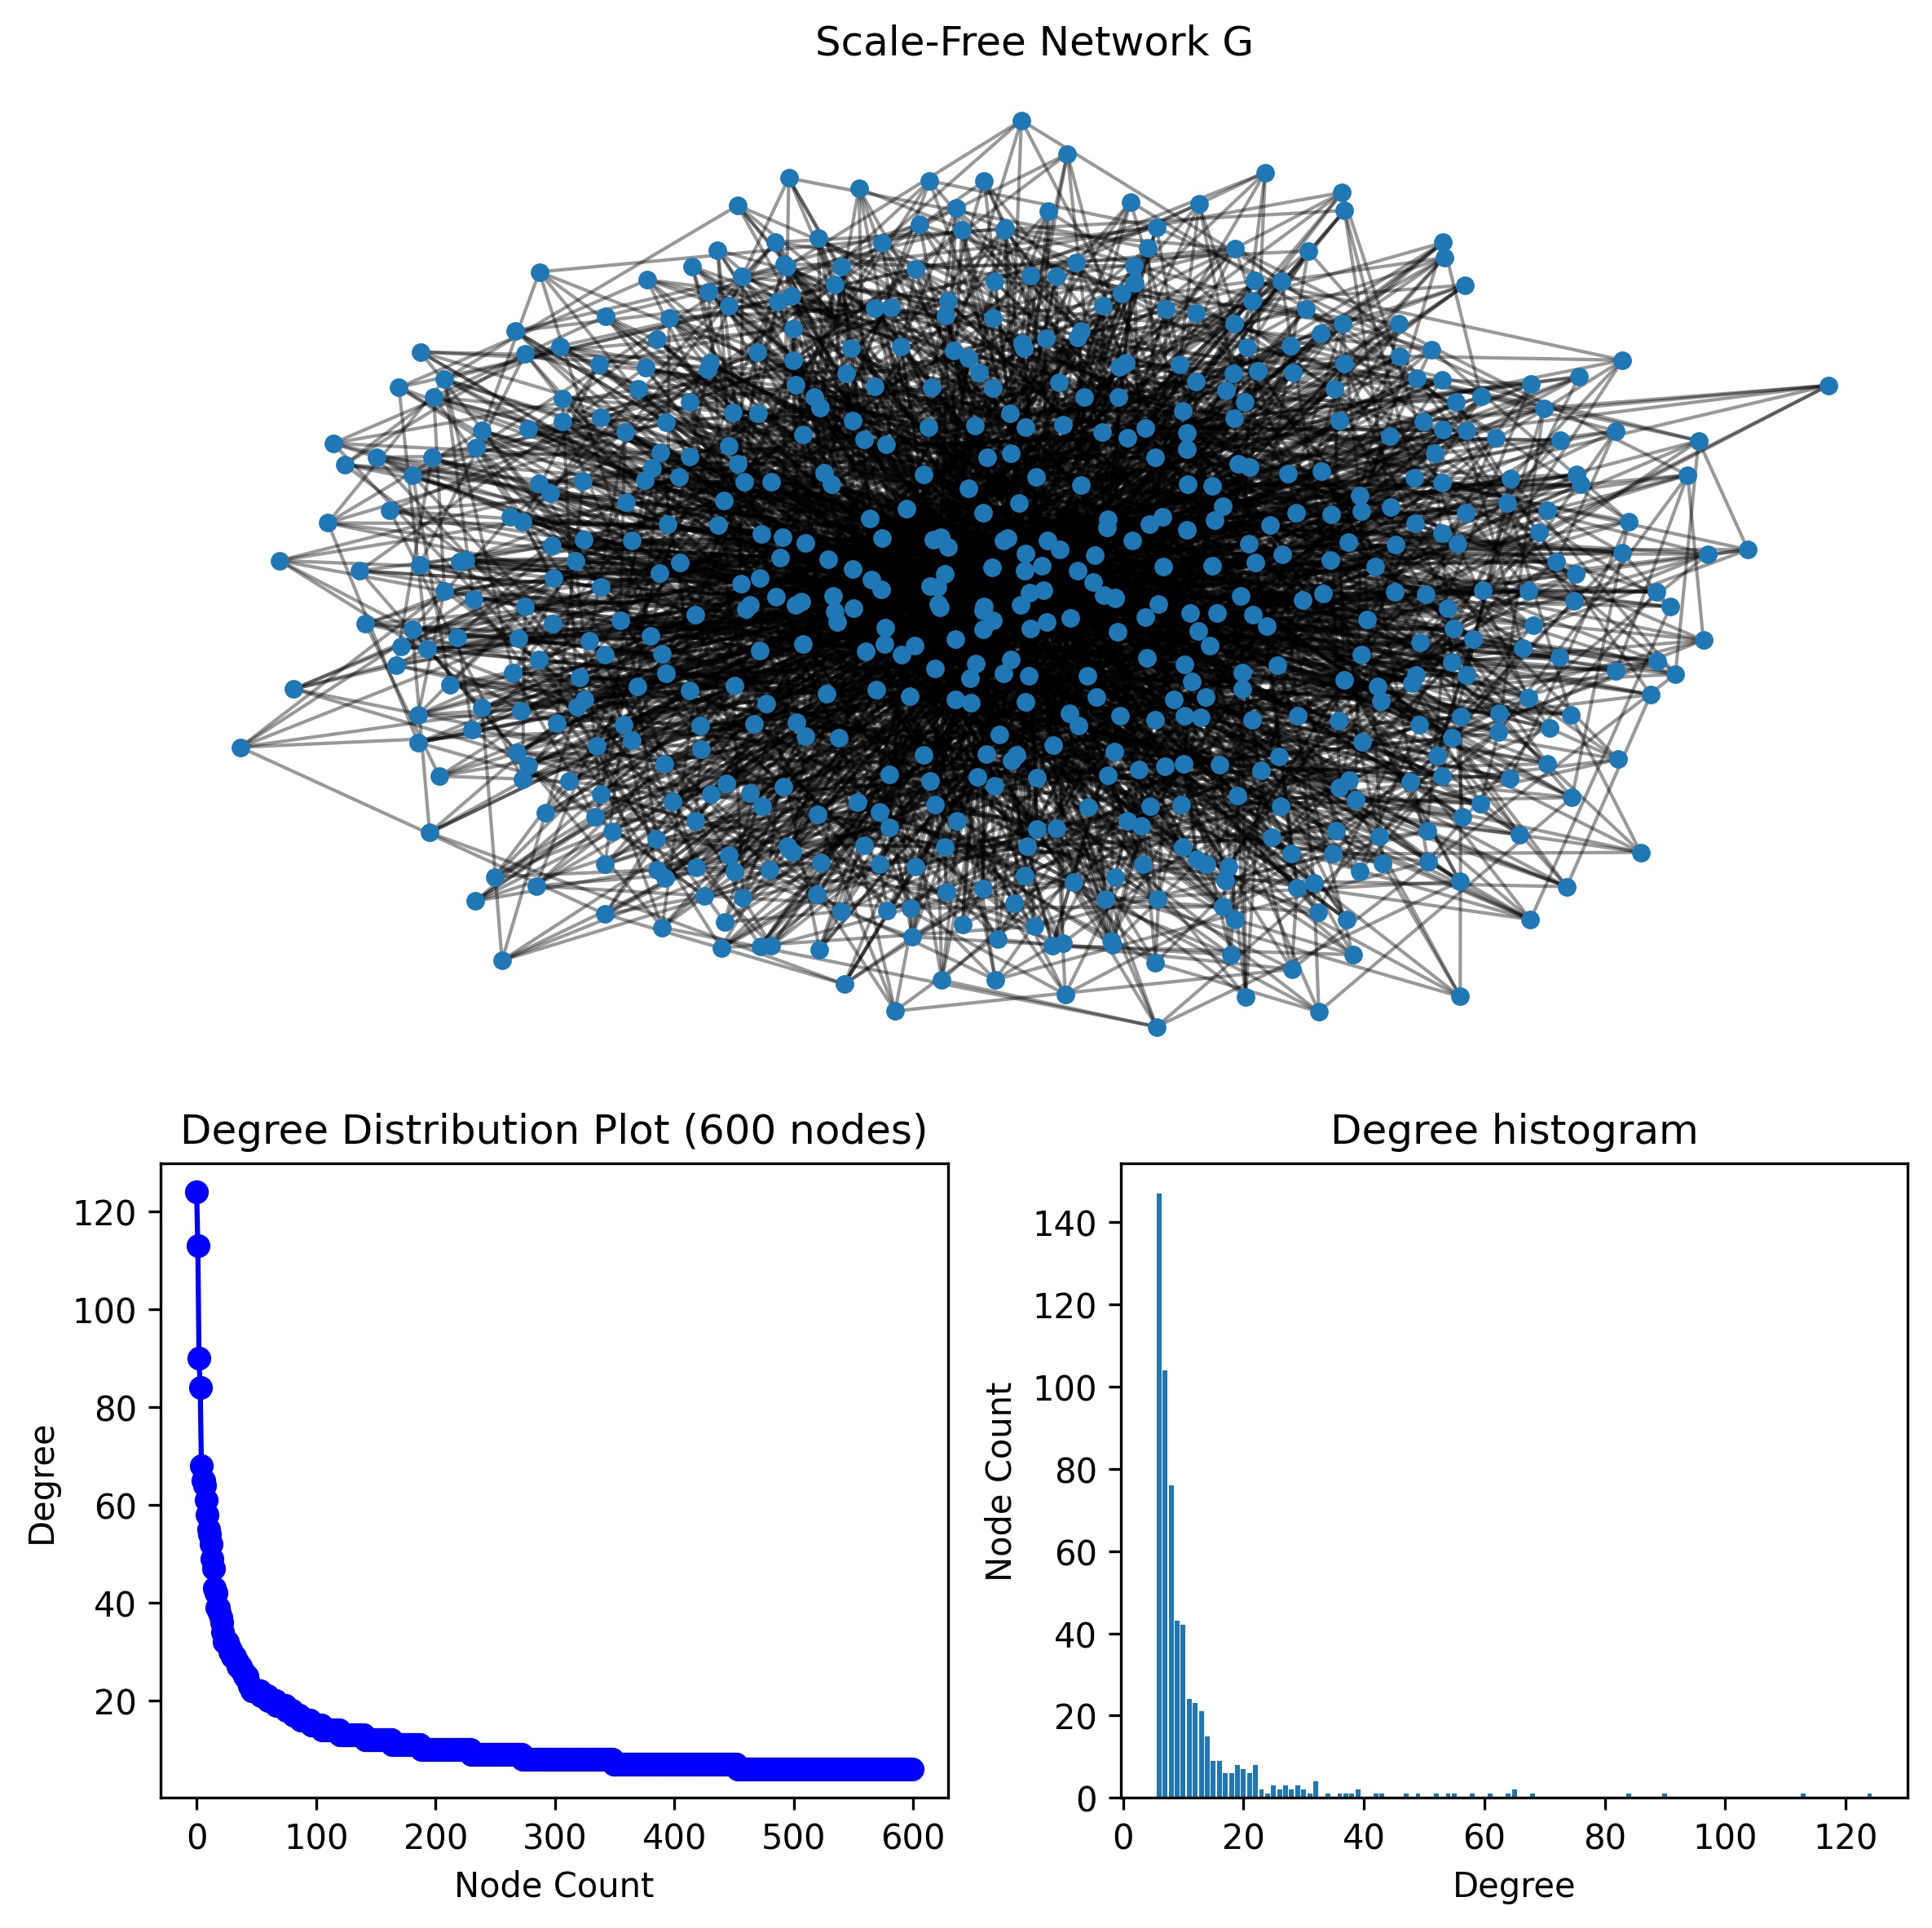 Scale-Free Network G
Degree Distribution Plot (600 nodes)
120
100
80
60
40
20
Degree
0 100 200 300 400 500 600
Node Count
Degree histogram
140
120
100
80
60
40
20
0
Node Count
0 20 40 60 80 100 120
Degree